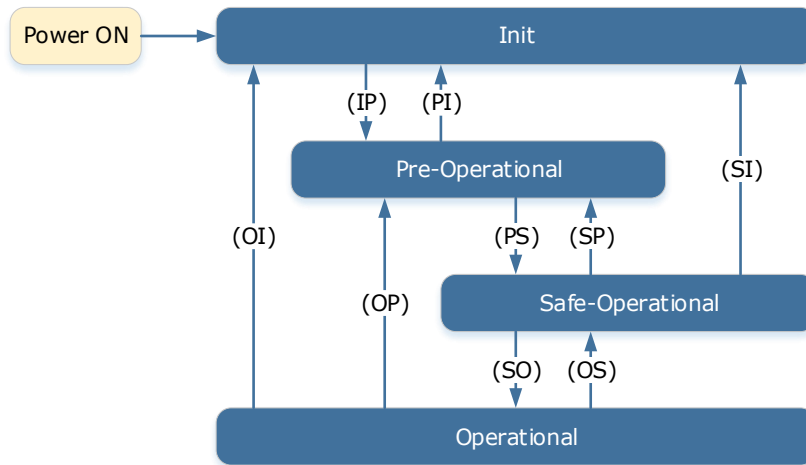 Power ON
Init
(IP)
(PI)
Pre-Operational
(SI)
(OI)
(PS)
(SP)
(OP)
Safe-Operational
(SO)
(OS)
Operational